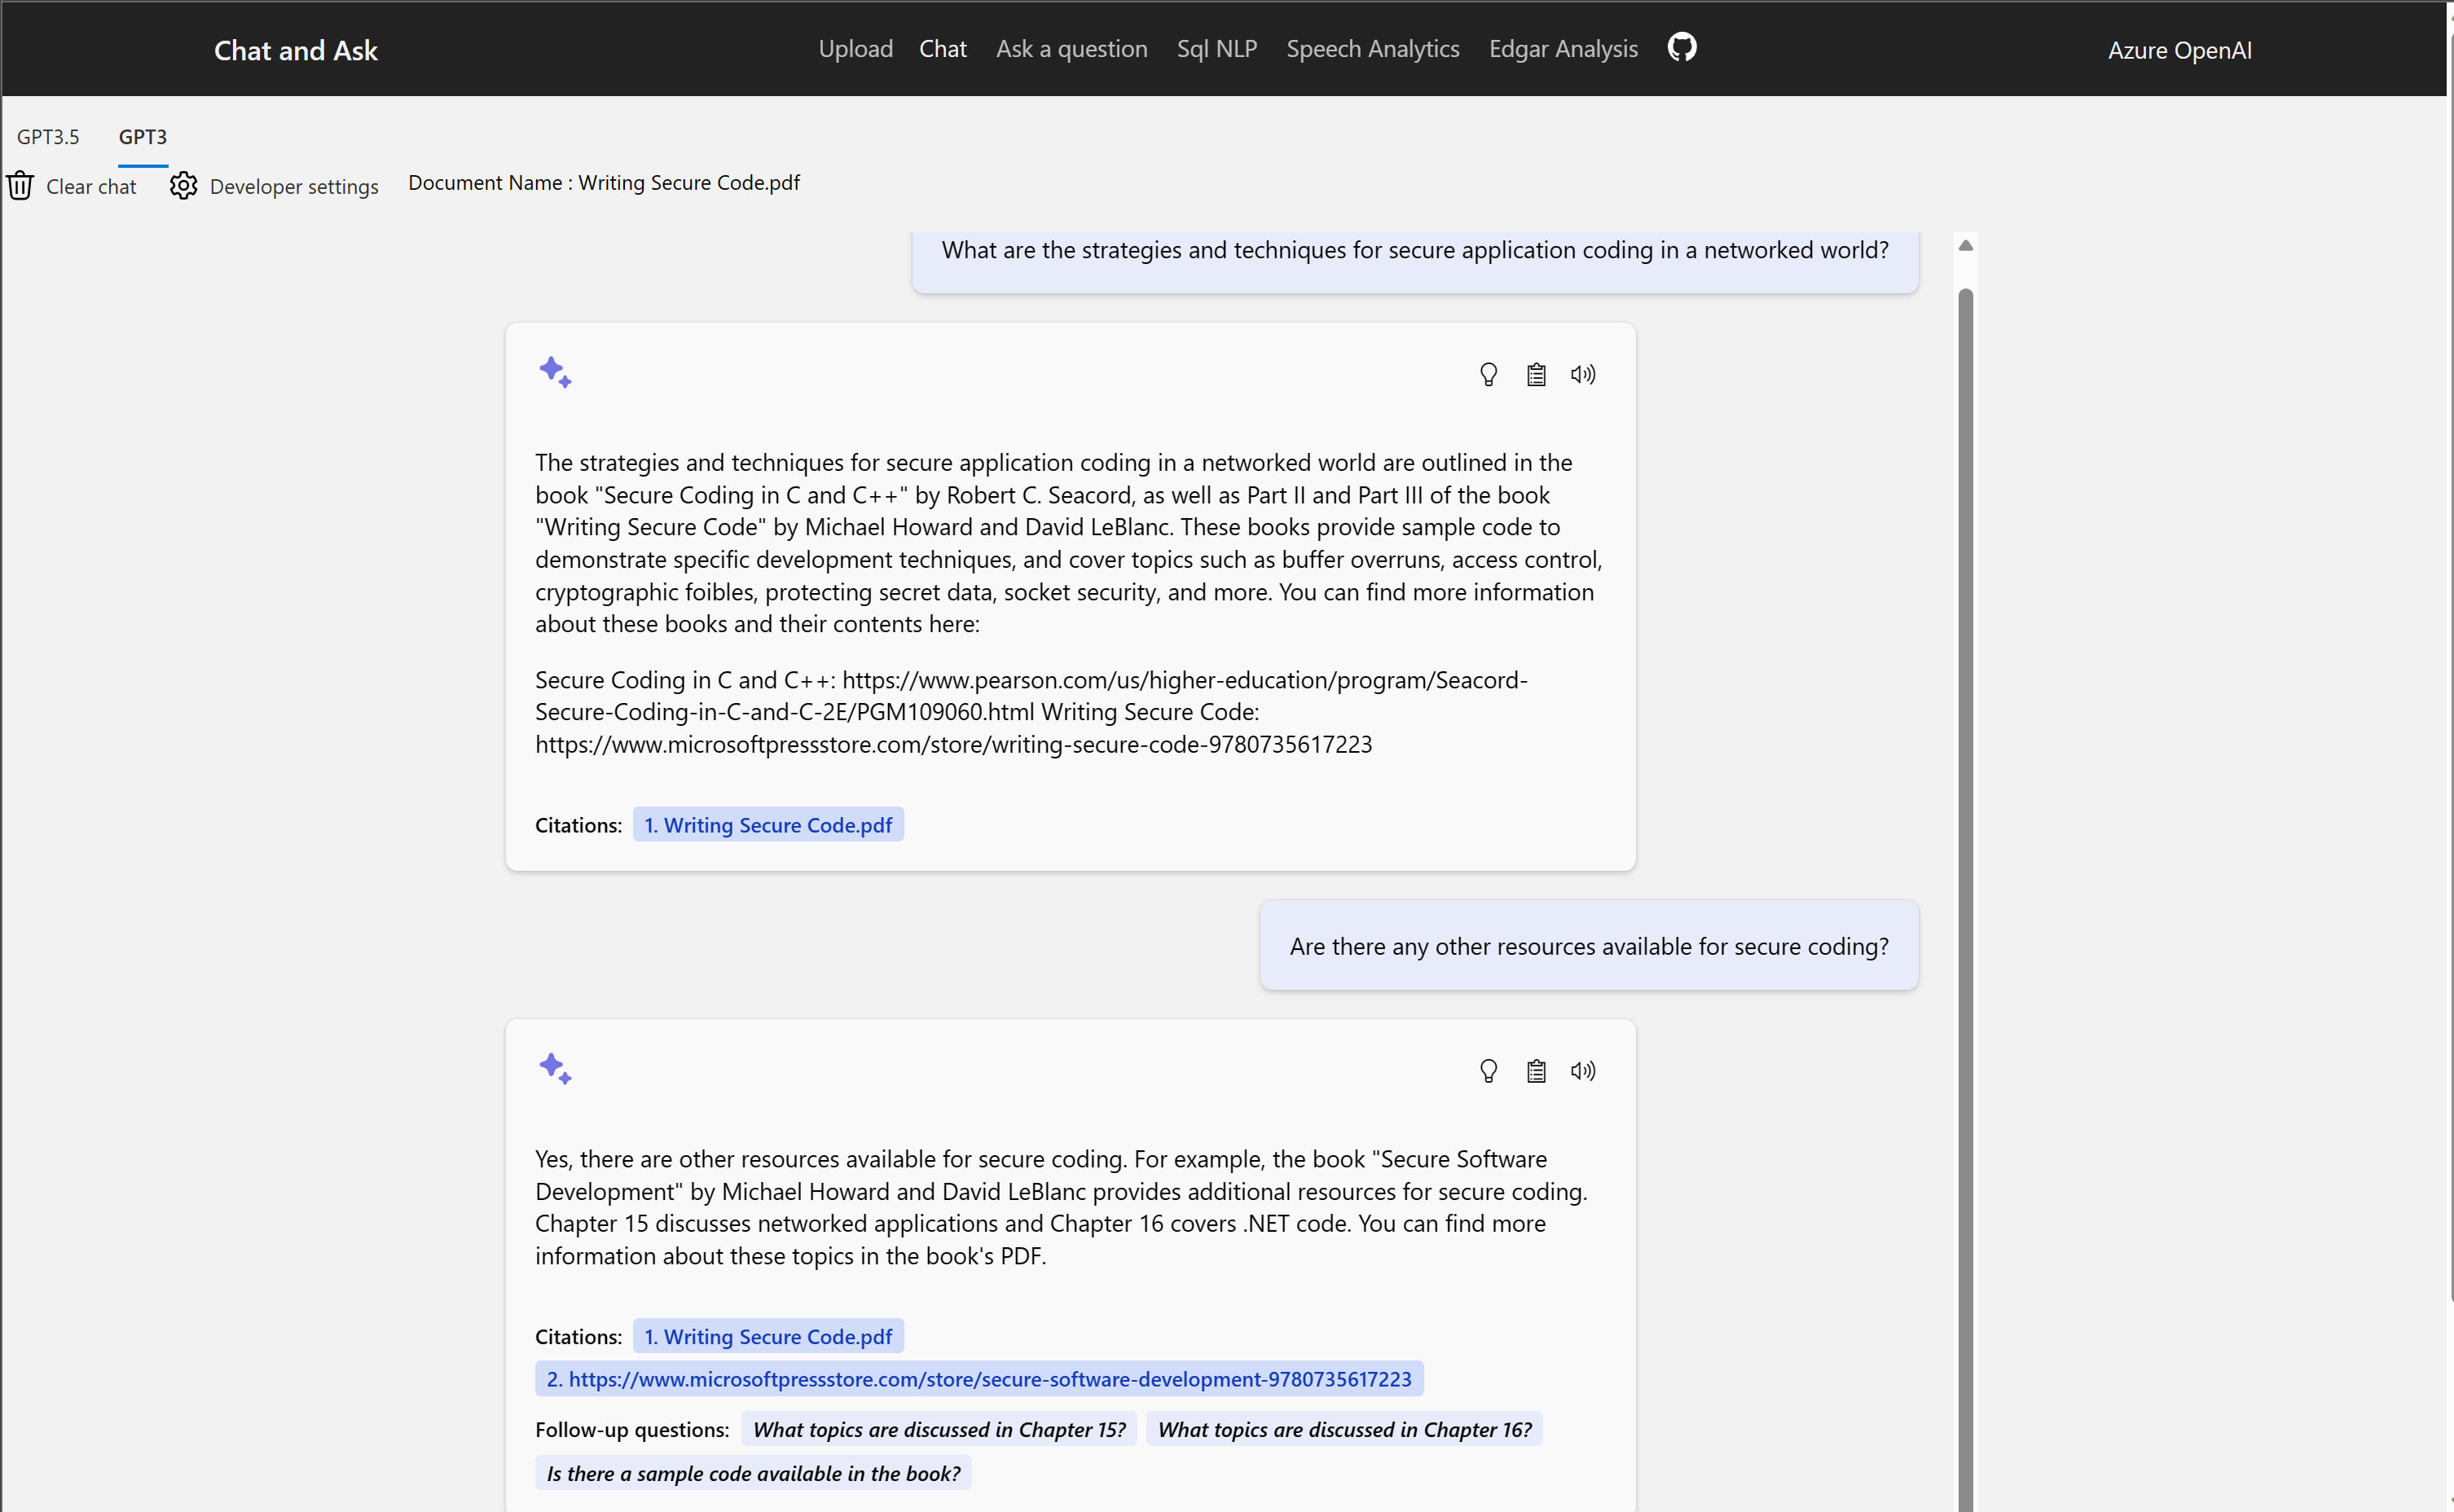 Chat and Ask
Upload Chat Ask a question Sql NLP Speech Analytics Edgar Analysis
Azure OpenAI
GPT3.5 GPT3
Clear chat Developer settings Document Name : Writing Secure Code.pdf
What are the strategies and techniques for secure application coding in a networked world?
The strategies and techniques for secure application coding in a networked world are outlined in the
book "Secure Coding in C and C++" by Robert C. Seacord, as well as Part II and Part III of the book
"Writing Secure Code" by Michael Howard and David LeBlanc. These books provide sample code to
demonstrate specific development techniques, and cover topics such as buffer overruns, access control,
cryptographic foibles, protecting secret data, socket security, and more. You can find more information
about these books and their contents here:
Secure Coding in C and C++: https://www.pearson.com/us/higher-education/program/Seacord-
Secure-Coding-in-C-and-C-2E/PGM109060.html Writing Secure Code:
https://www.microsoftpressstore.com/store/writing-secure-code-9780735617223
Citations: 1. Writing Secure Code.pdf
Are there any other resources available for secure coding?
Yes, there are other resources available for secure coding. For example, the book "Secure Software
Development" by Michael Howard and David LeBlanc provides additional resources for secure coding.
Chapter 15 discusses networked applications and Chapter 16 covers .NET code. You can find more
information about these topics in the book's PDF.
Citations: 1. Writing Secure Code.pdf
2. https://www.microsoftpressstore.com/store/secure-software-development-9780735617223
Follow-up questions: What topics are discussed in Chapter 15? What topics are discussed in Chapter 16?
Is there a sample code available in the book?